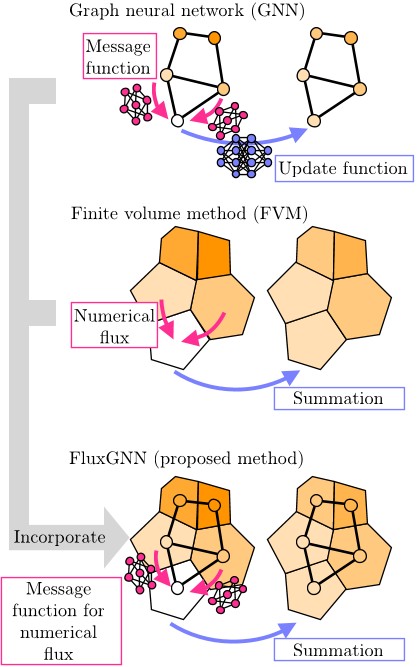 Graph neural network (GNN)
Message
function
Update function
Finite volume method (FVM)
Numerical
flux
Summation
FluxGNN (proposed method)
Incorporate
Message
function for
numerical
flux
Summation